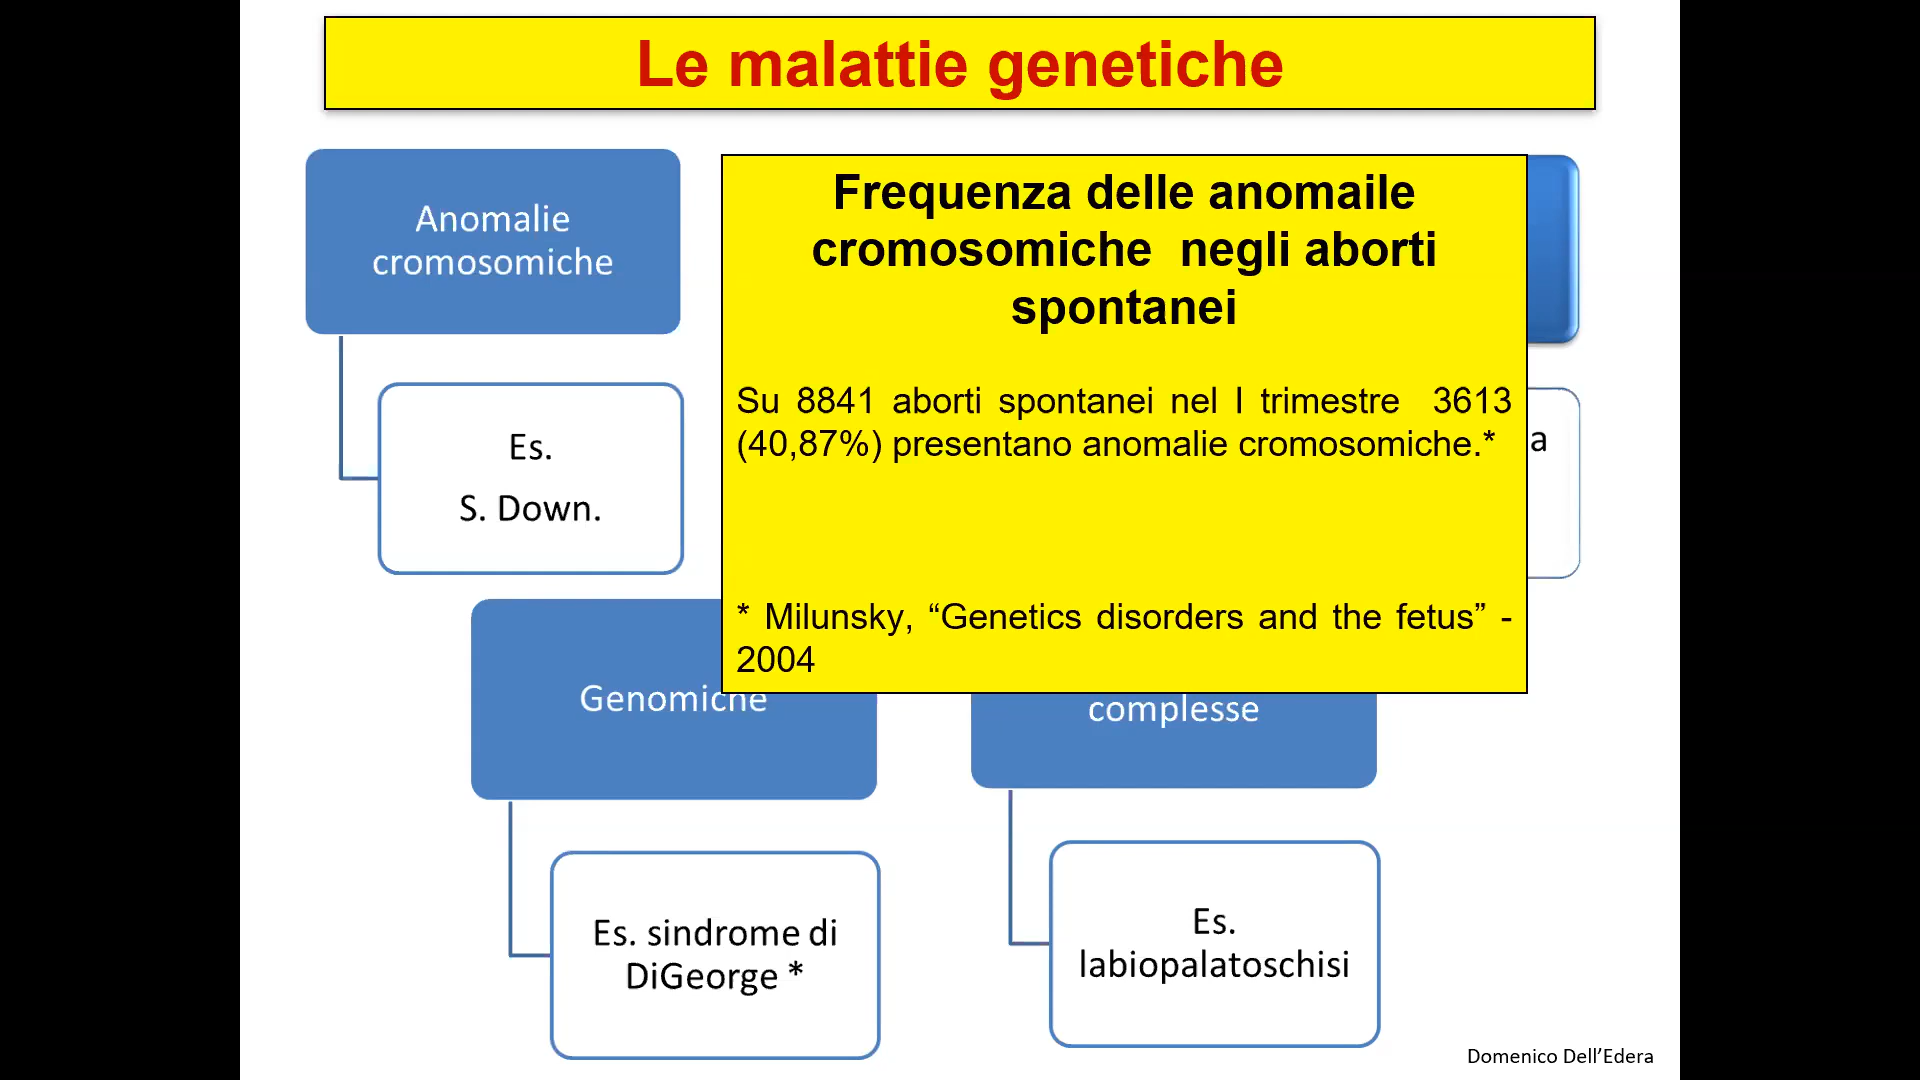 Le malattie genetiche
Anomalie
cromosomiche
Es.
S. Down.
Frequenza delle anomaile
cromosomiche negli aborti
spontanei
Su 8841 aborti spontanei nel I trimestre 3613
(40,87%) presentano anomalie cromosomiche.*
* Milunsky, “Genetics disorders and the fetus” -
2004
a
Genomiche
complesse
Es. sindrome di
DiGeorge *
Es.
labiopalatoschisi
Domenico Dell’Edera